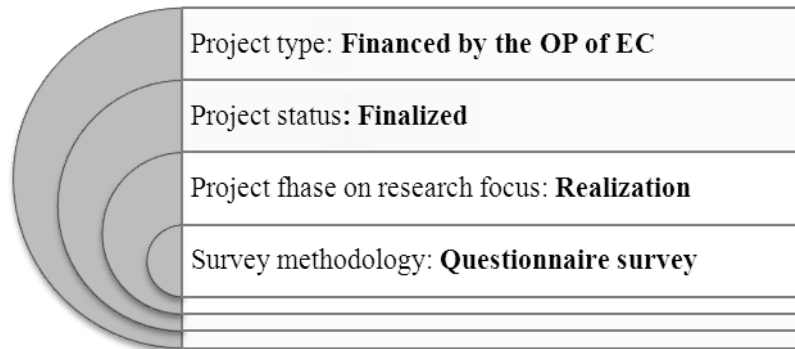 Project type: Financed by the OP of EC
Project status: Finalized
Project fhase on research focus: Realization
Survey methodology: Questionnaire survey